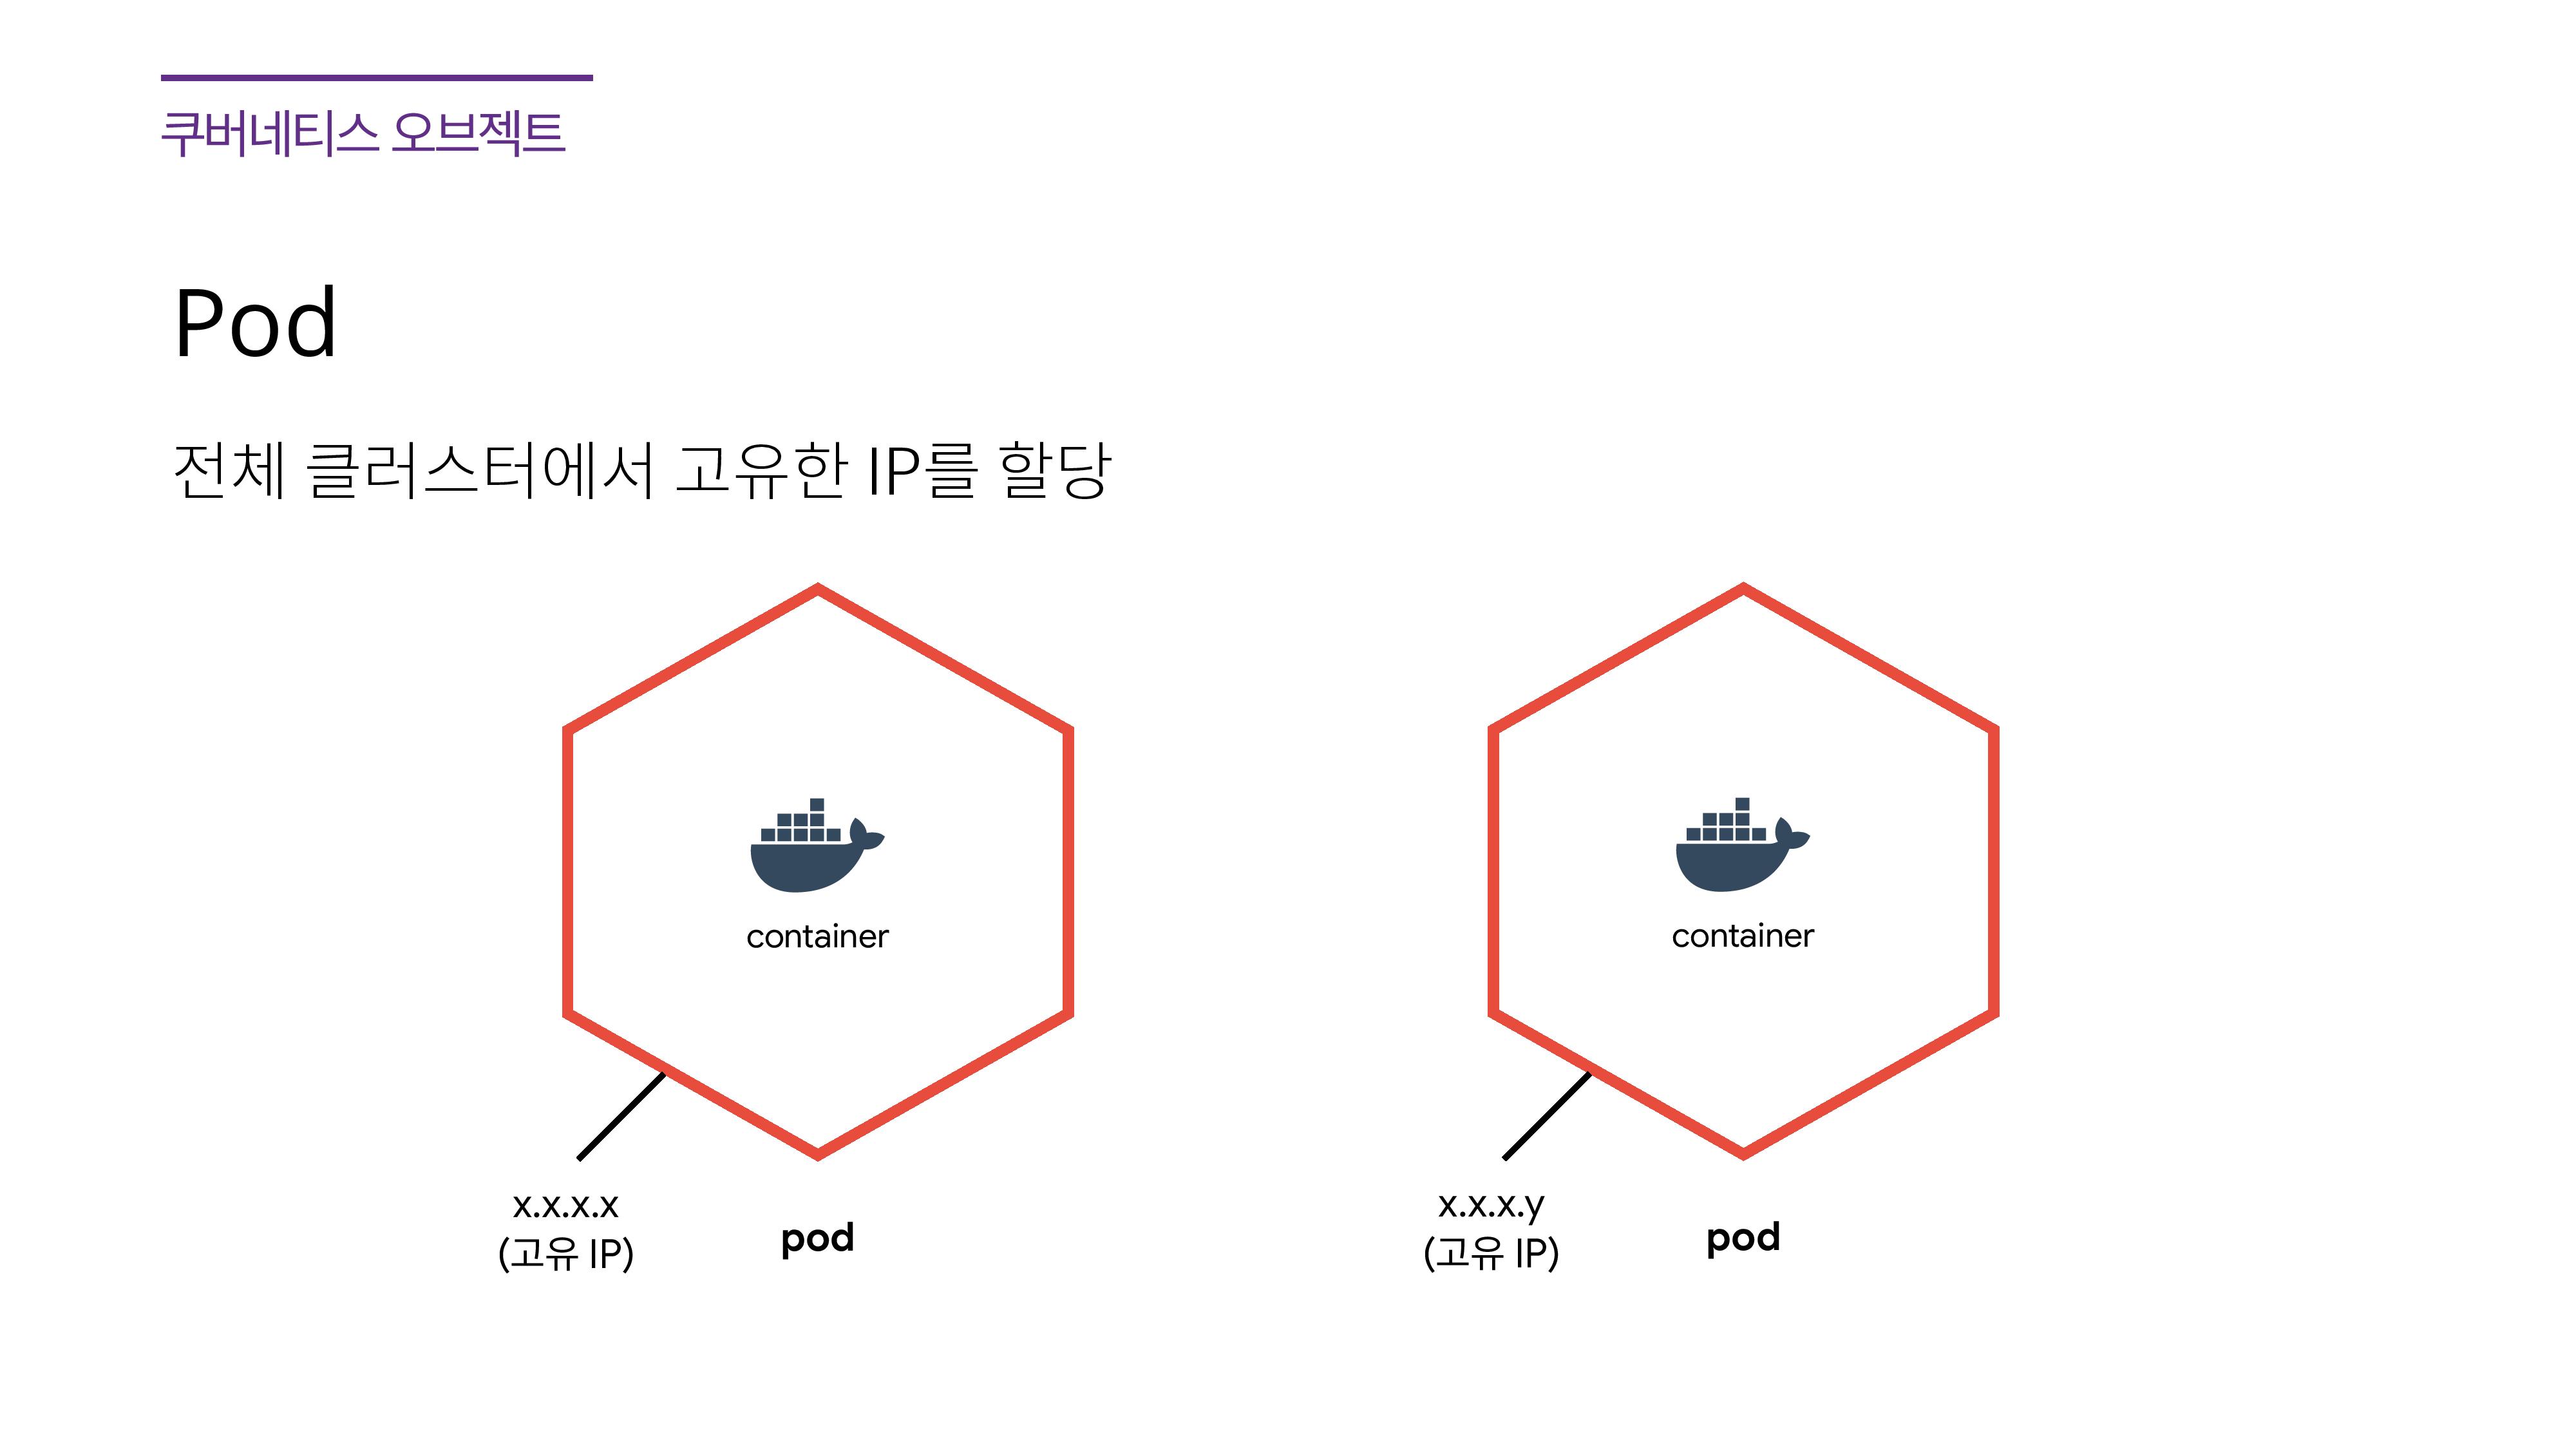 쿠버네티스 오브젝트
Pod
전체 클러스터에서 고유한 IP를 할당
container
container
x.x.x.x
(고유 IP)
pod
x.x.x.y
(고유 IP)
pod